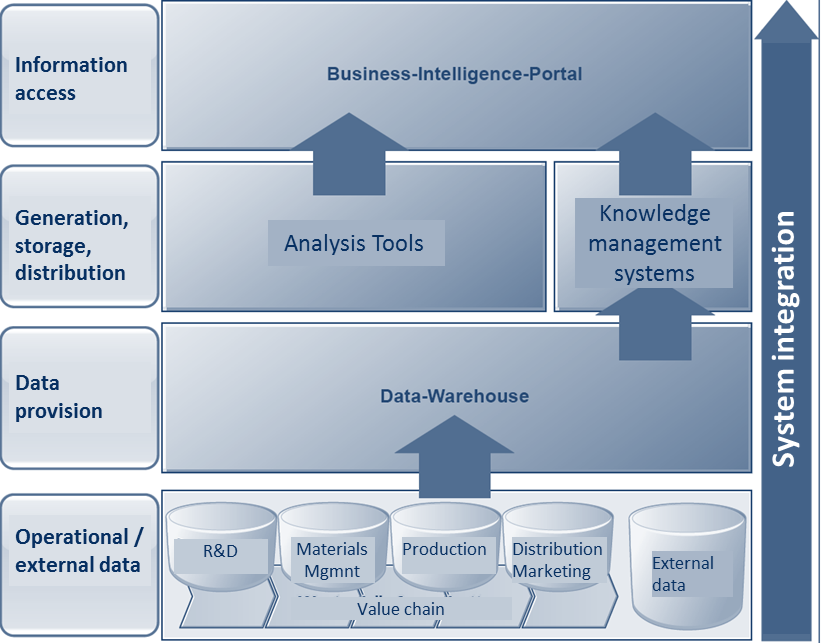 Information
access
Business-Intelligence-Portal
Generation,
storage,
distribution
Analysis Tools
Knowledge
management
systems
Data
provision
Data-Warehouse
Operational /
external data
R&D
Materials
Mgmnt
Production
Distribution
Marketing
External
data
Value chain
System integration